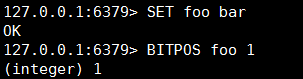 127.0.0.1:6379> SET foo bar
OK
127.0.0.1:6379> BITPOS foo 1
(integer) 1